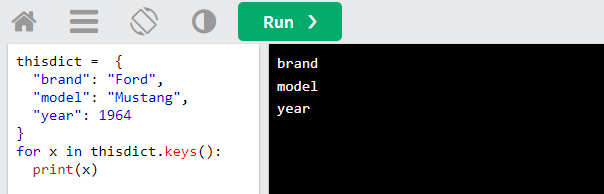 Run ❯
thisdict =  {
  "brand": "Ford",
  "model": "Mustang",
  "year": 1964
}
for x in thisdict.keys():
  print(x)
brand
model
year